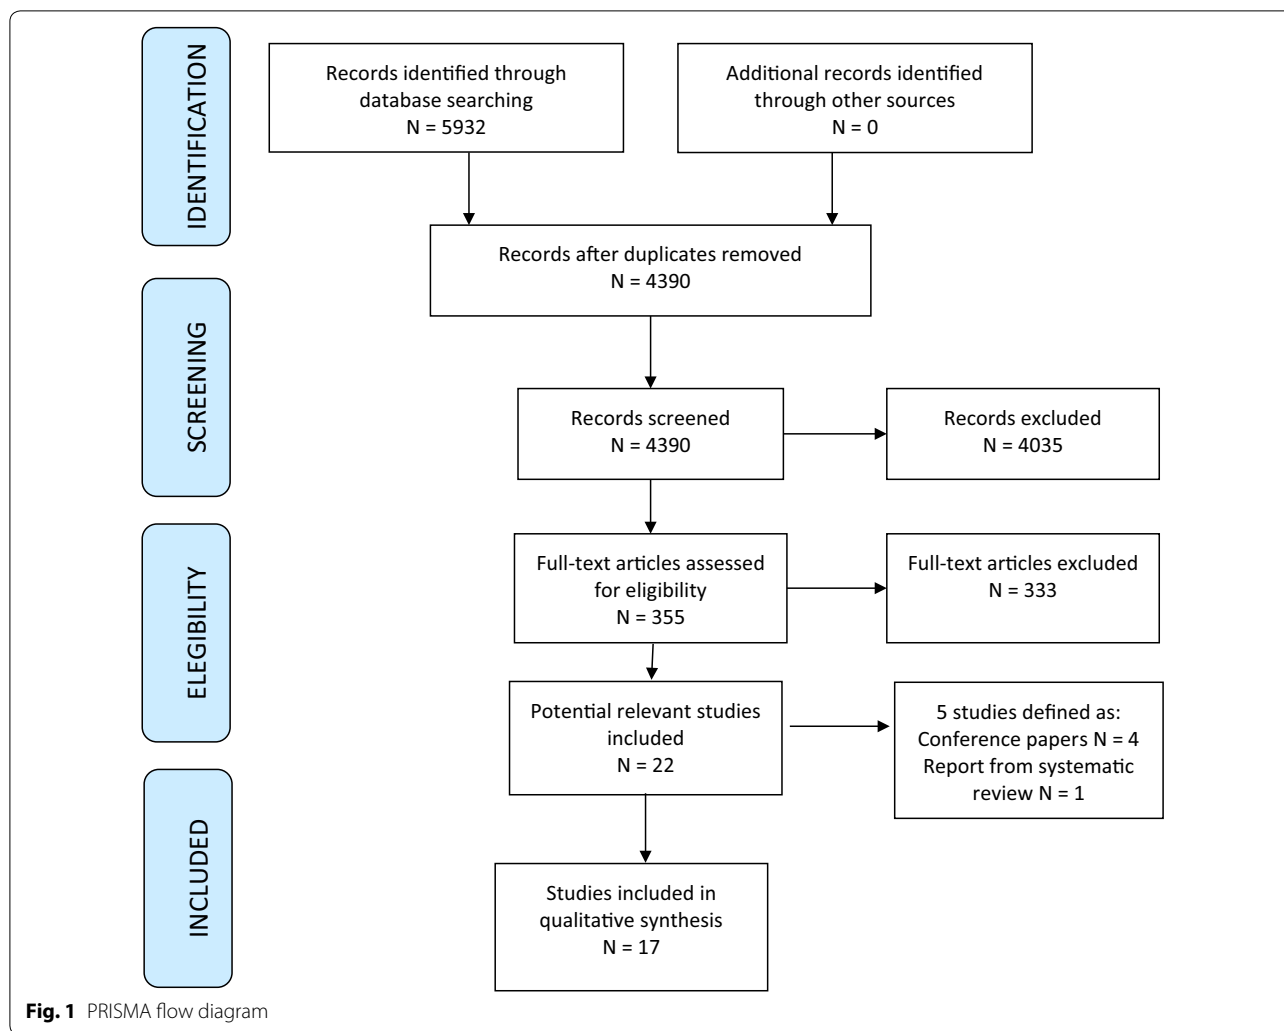 IDENTIFICATION
Records identified through
database searching
N = 5932
Additional records identified
through other sources
N = 0
Records after duplicates removed
N = 4390
SCREENING
Records screened
N = 4390
Records excluded
N = 4035
ELEGIBILITY
Full-text articles assessed
for eligibility
N = 355
Full-text articles excluded
N = 333
Potential relevant studies
included
N = 22
5 studies defined as:
Conference papers N = 4
Report from systematic
review N = 1
INCLUDED
Studies included in
qualitative synthesis
N = 17
Fig. 1 PRISMA flow diagram